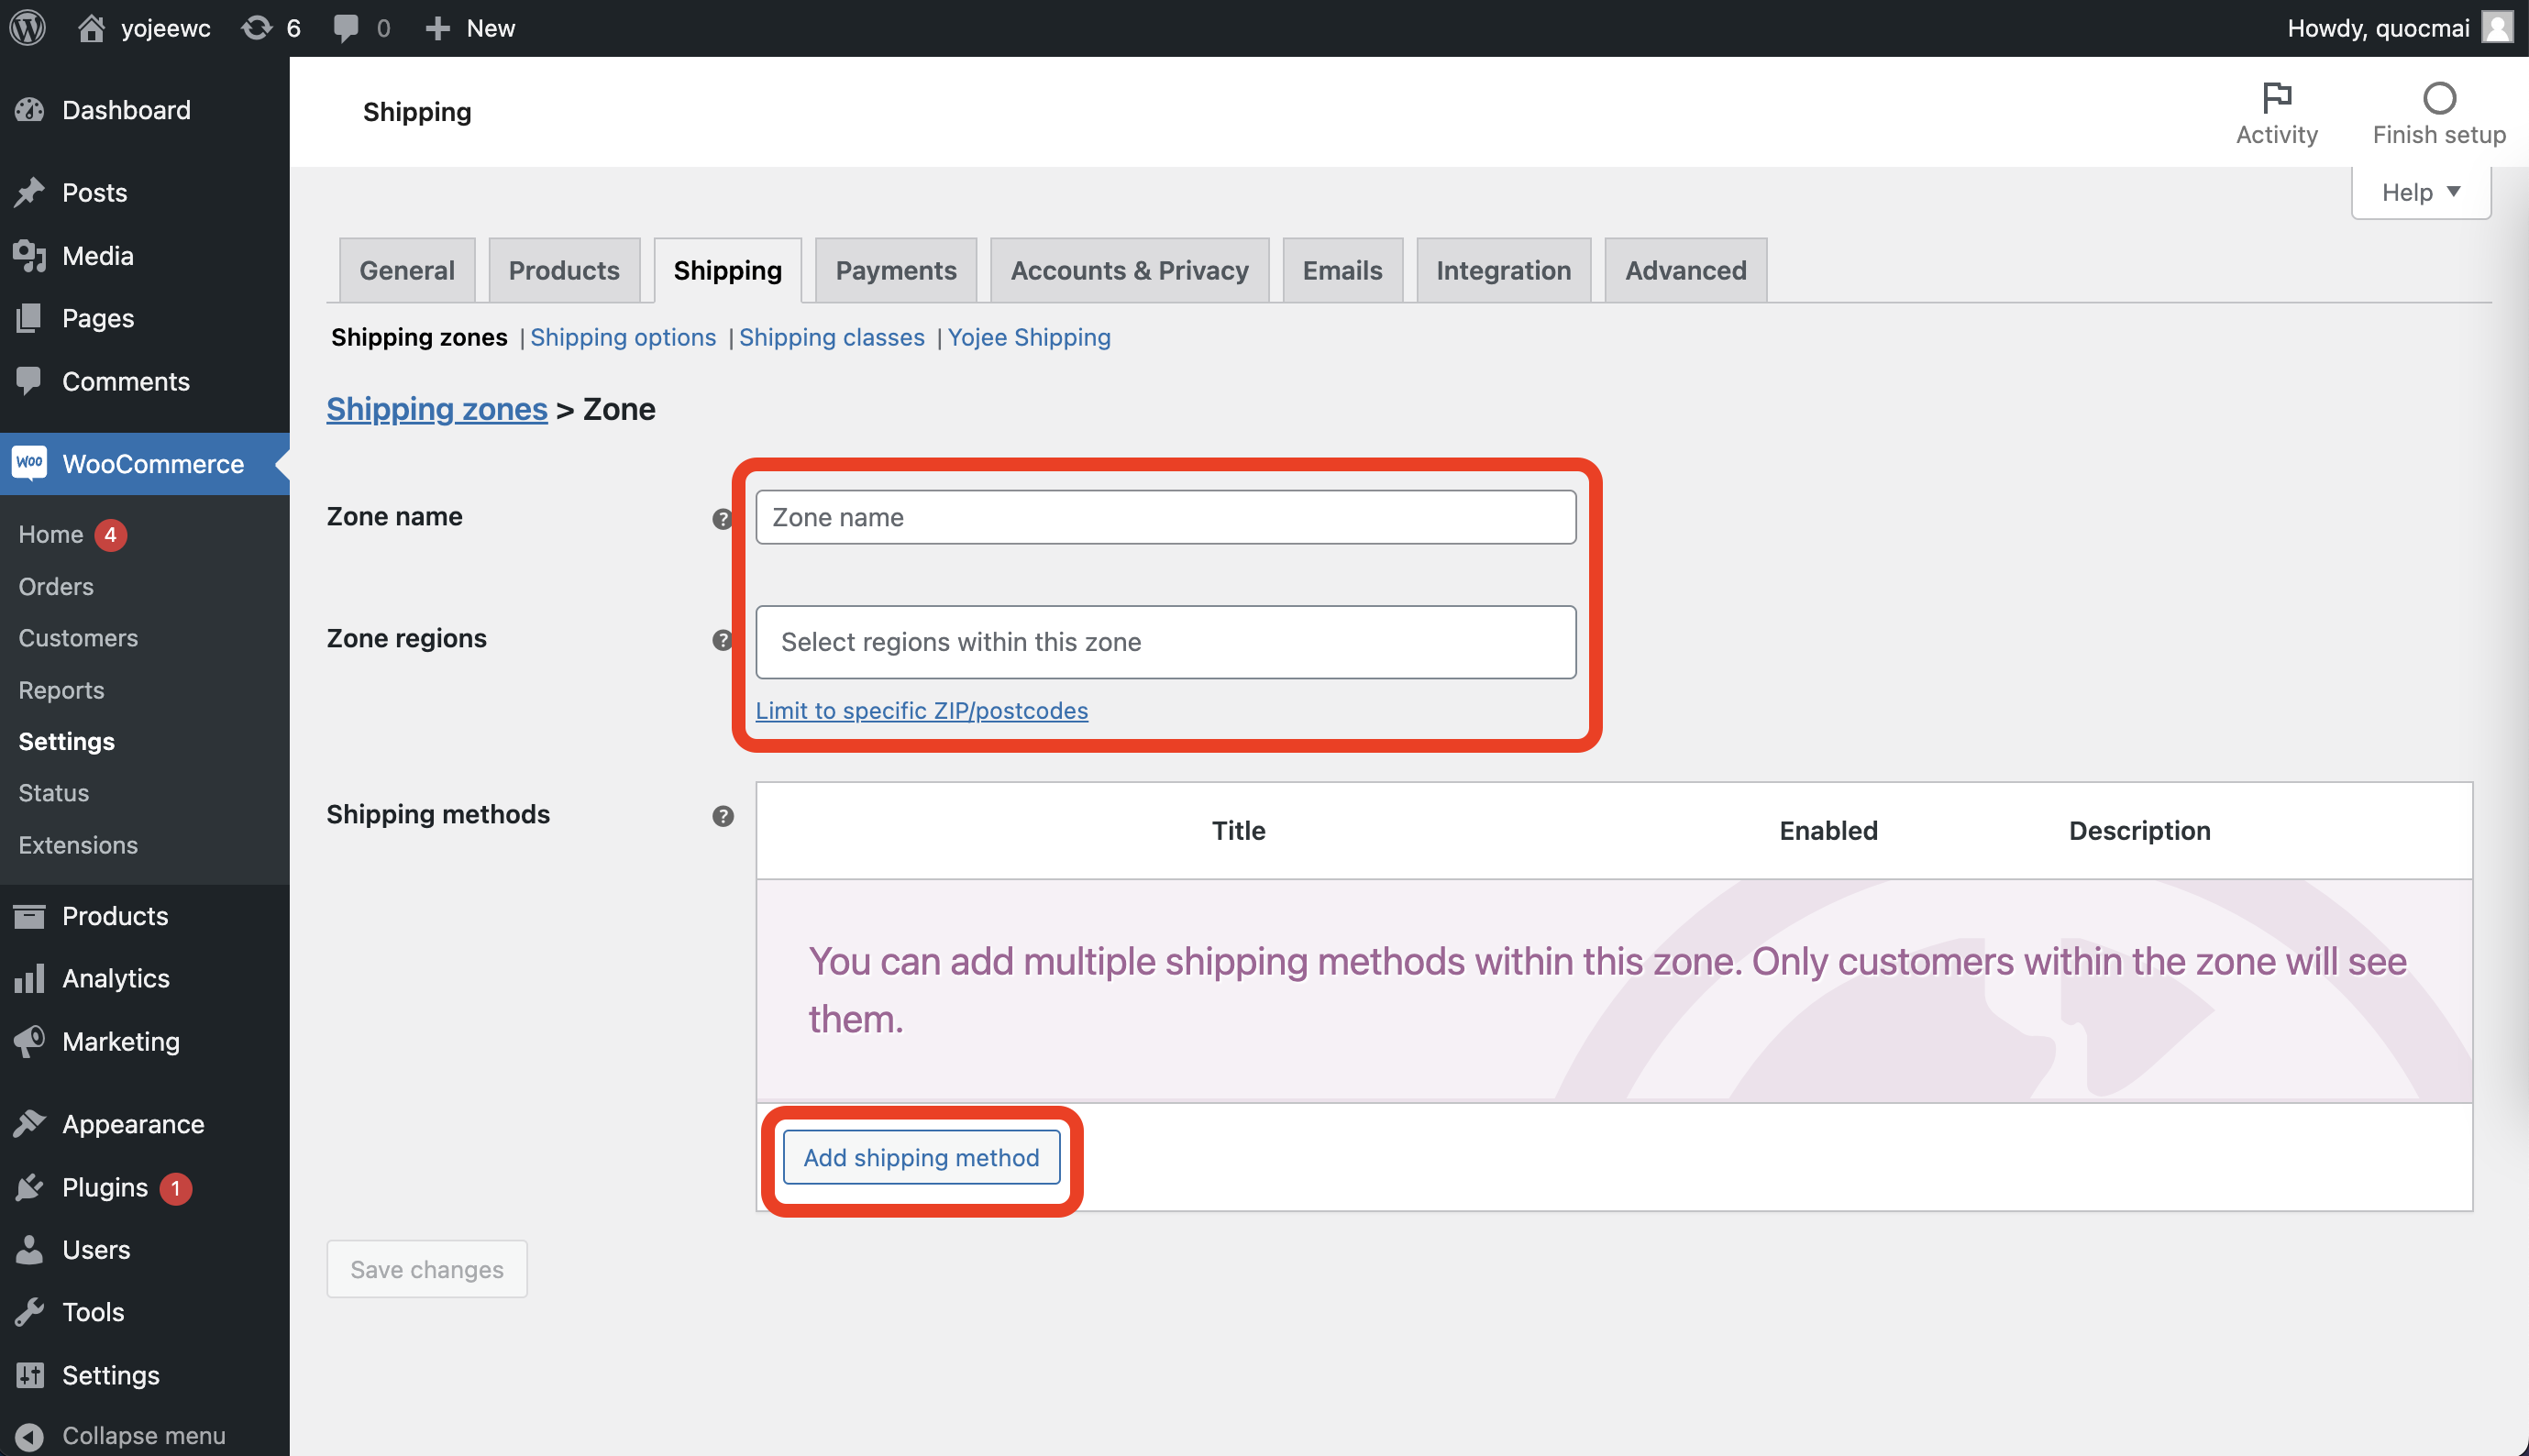 yojeewc 6 0 New Howdy, quocmai
Dashboard
Posts
Media
Pages
Comments
Woo WooCommerce
Home 4
Orders
Customers
Reports
Settings
Status
Extensions
Products
Analytics
Marketing
Appearance
Plugins 1
Users
Tools
Settings
Collapse menu
Shipping
Activity Finish setup
Help
General Products Shipping Payments Accounts & Privacy Emails Integration Advanced
Shipping zones | Shipping options | Shipping classes | Yojee Shipping
Shipping zones > Zone
Zone name ? Zone name
Zone regions ? Select regions within this zone
Limit to specific ZIP/postcodes
Shipping methods ? Title Enabled Description
You can add multiple shipping methods within this zone. Only customers within the zone will see
them.
Add shipping method
Save changes